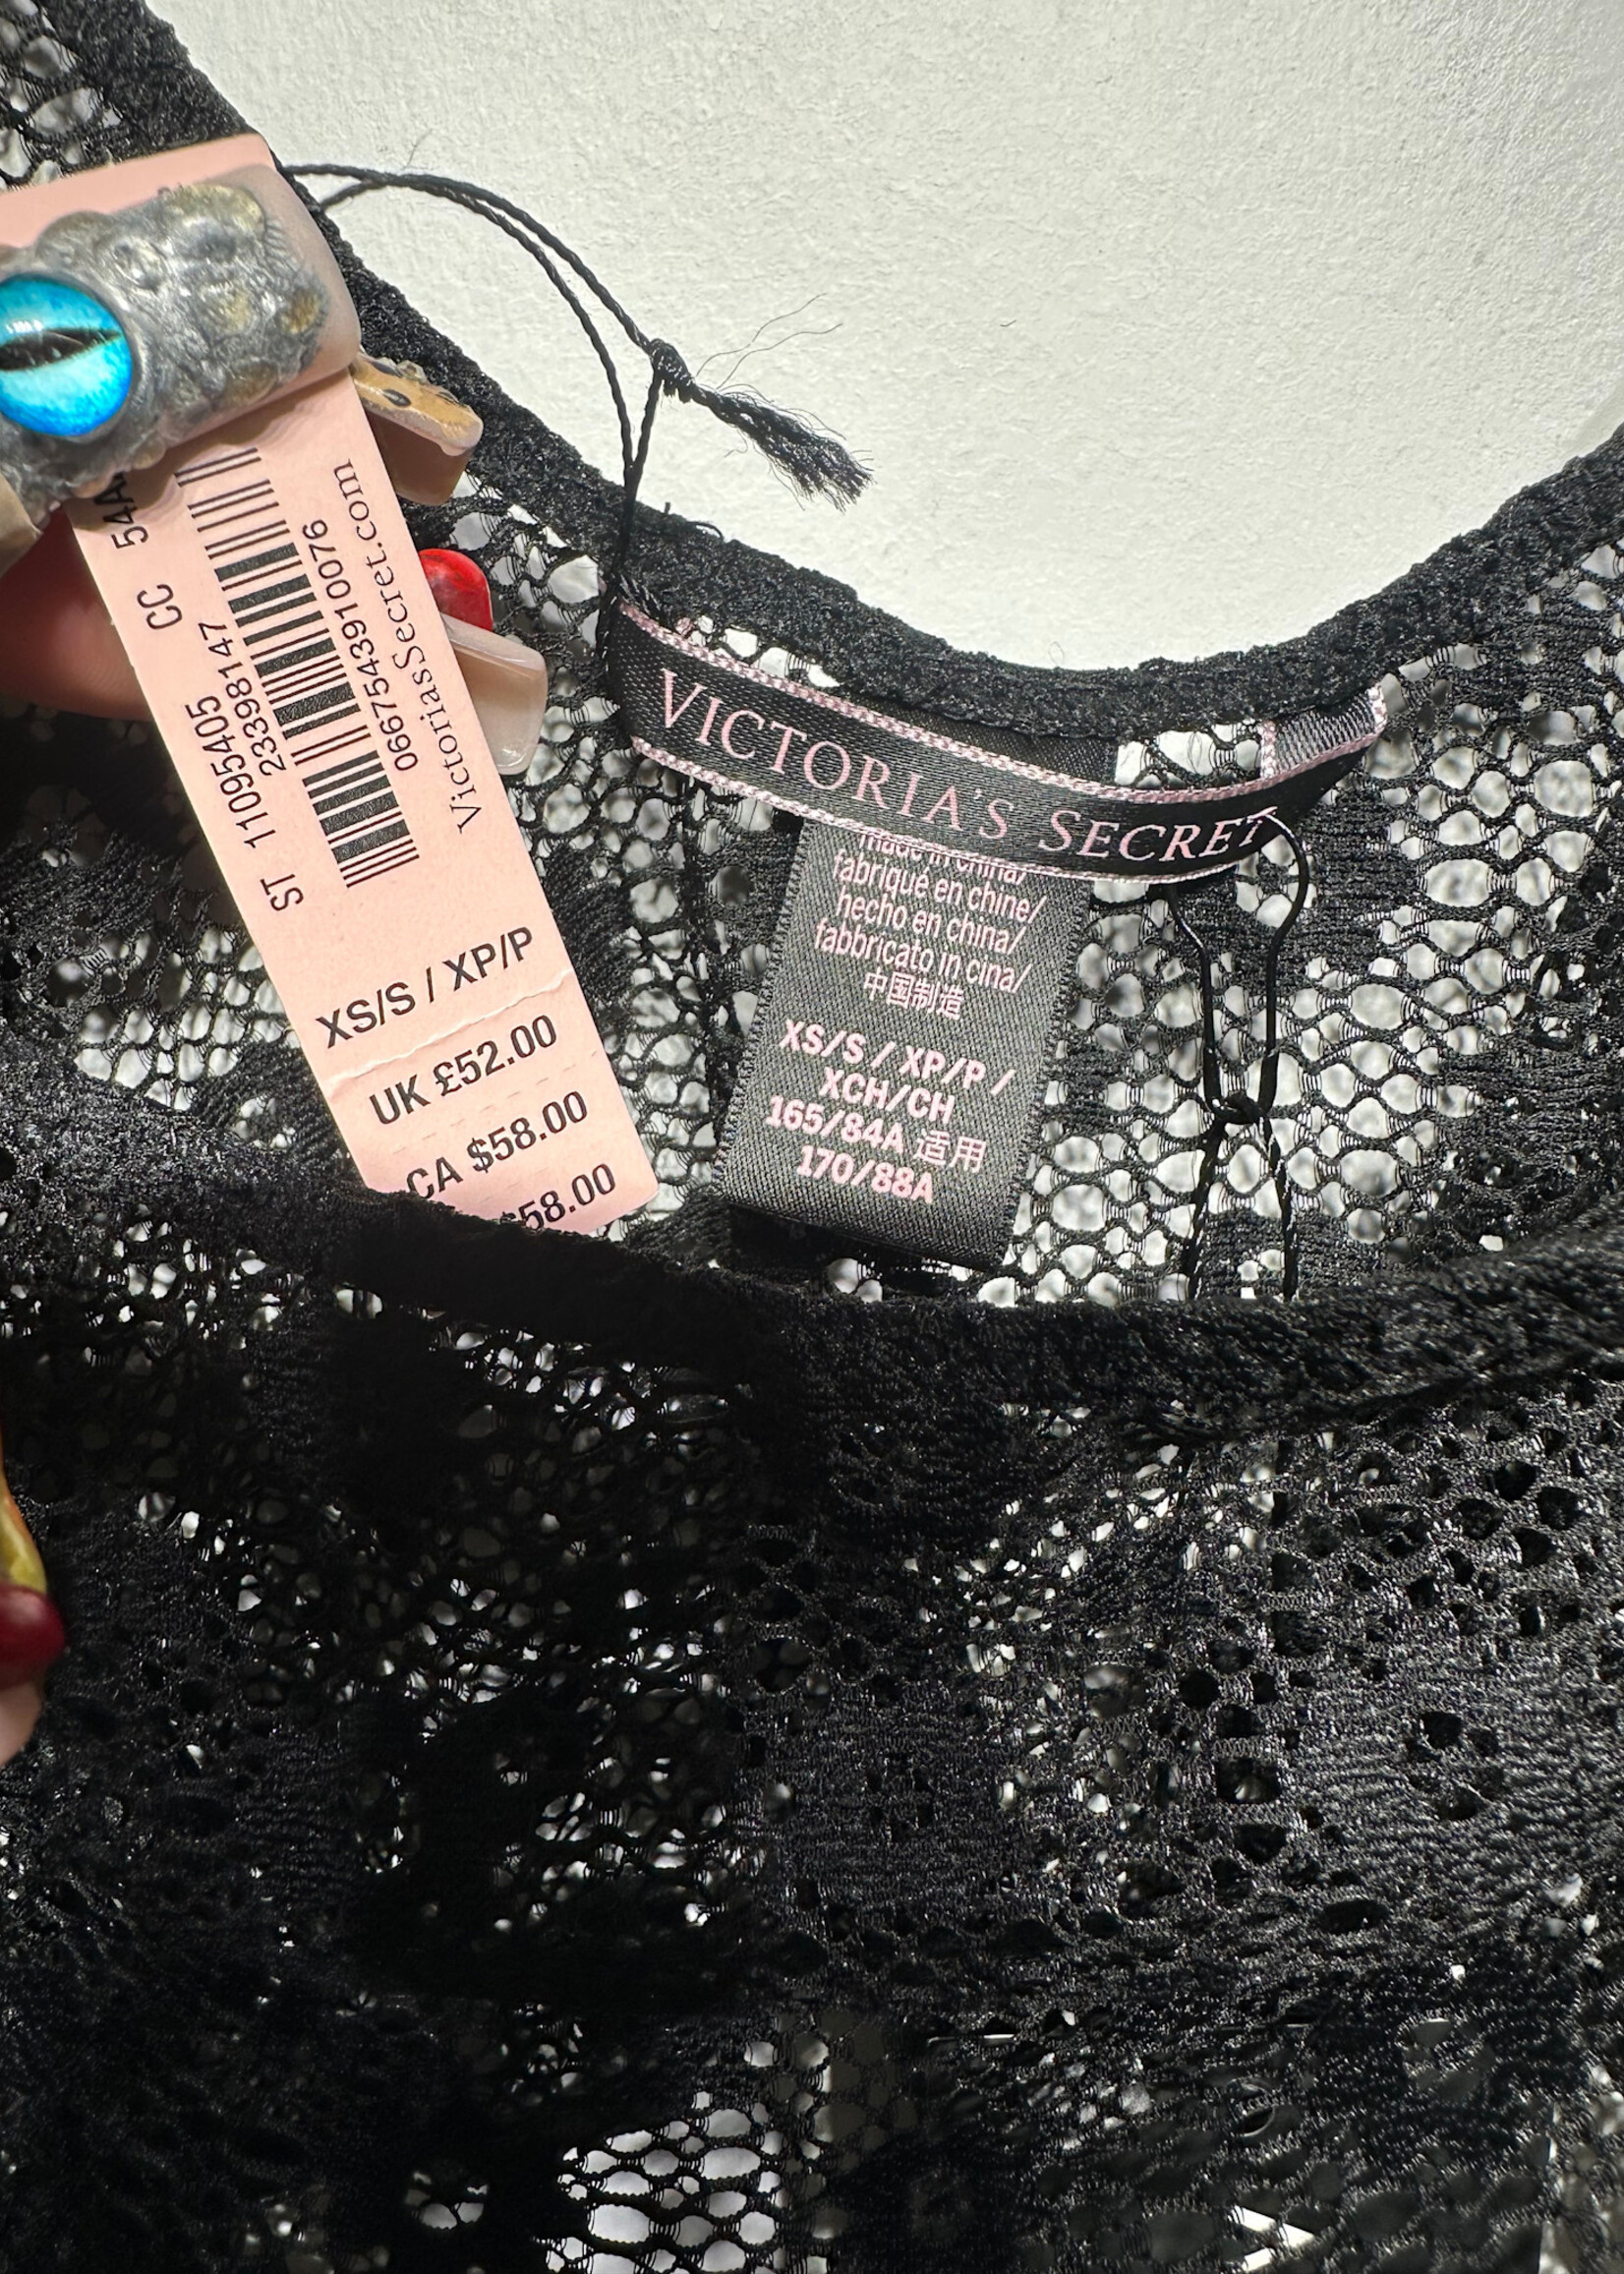 CC 54A
ST 11095405
23398147
0667543910076
VictoriasSecret.com
XS/S / XP/P
UK £52.00
CA $58.00
$58.00
VICTORIA'S SECRET
made in china/
fabriqué en chine/
hecho en china/
fabbricato in cina/
中国制造
XS/S / XP/P /
XCH/CH
165/84A 适用
170/88A